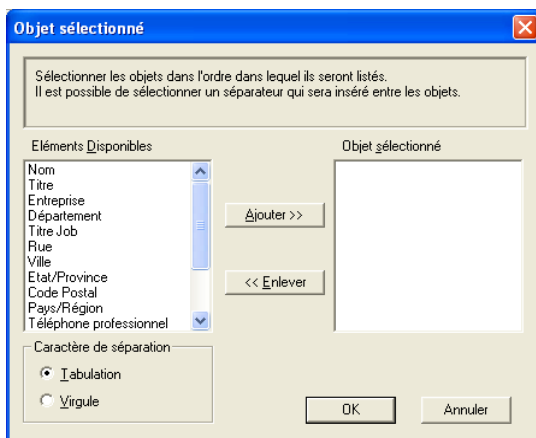 Objet sélectionné
Sélectionner les objets dans l'ordre dans lequel ils seront listés.
Il est possible de sélectionner un séparateur qui sera inséré entre les objets.
Eléments Disponibles
Objet sélectionné
Nom
Titre
Entreprise
Département
Titre Job
Rue
Ville
Etat/Province
Code Postal
Pays/Région
Téléphone professionnel
Ajouter >>
<< Enlever
Caractère de séparation
Tabulation
Virgule
OK
Annuler